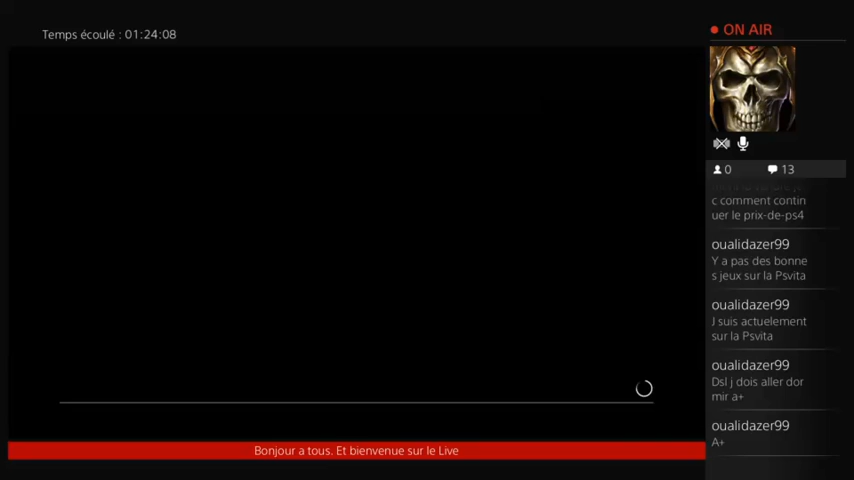 Temps écoulé : 01:24:08
ON AIR
0
13
c comment contin
uer le prix-de-ps4
oualidazer99
Y a pas des bonne
s jeux sur la Psvita
oualidazer99
J suis actuelement
sur la Psvita
oualidazer99
Dsl j dois aller dor
mir a+
oualidazer99
A+
Bonjour a tous. Et bienvenue sur le Live